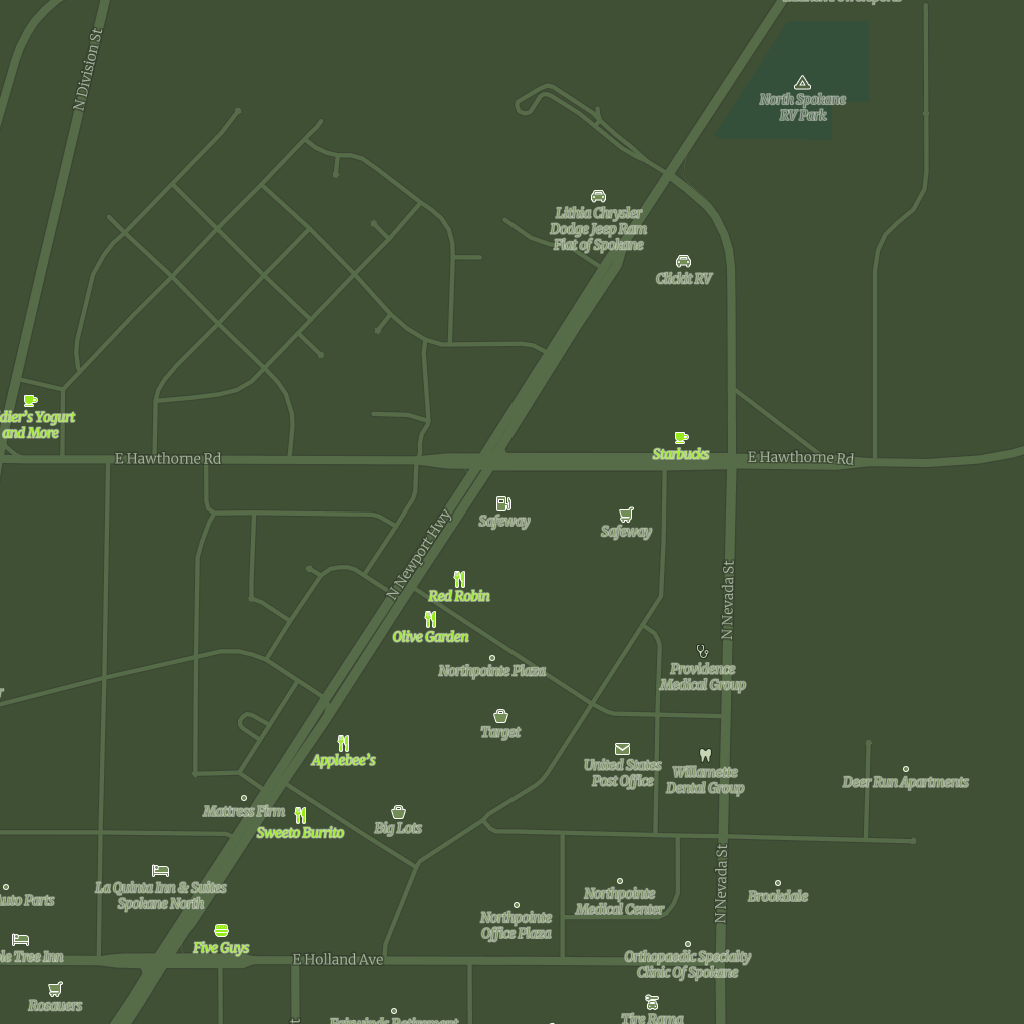 N Division St
North Spokane
RV Park
Lithia Chrysler
Dodge Jeep Ram
Fiat of Spokane
Clickit RV
dier's Yogurt
and More
E Hawthorne Rd
Starbucks
E Hawthorne Rd
Safeway
Safeway
N Newport Hwy
Red Robin
Olive Garden
N Nevada St
Northpointe Plaza
Providence
Medical Group
Target
Applebee's
United States
Post Office
Willamette
Dental Group
Deer Run Apartments
Mattress Firm
Sweeto Burrito
Big Lots
La Quinta Inn & Suites
Spokane North
uto Parts
N Nevada St
Northpointe
Medical Center
Brookdale
Northpointe
Office Plaza
Five Guys
le Tree Inn
E Holland Ave
Orthopaedic Specialty
Clinic Of Spokane
Rosauers
Tire Rama